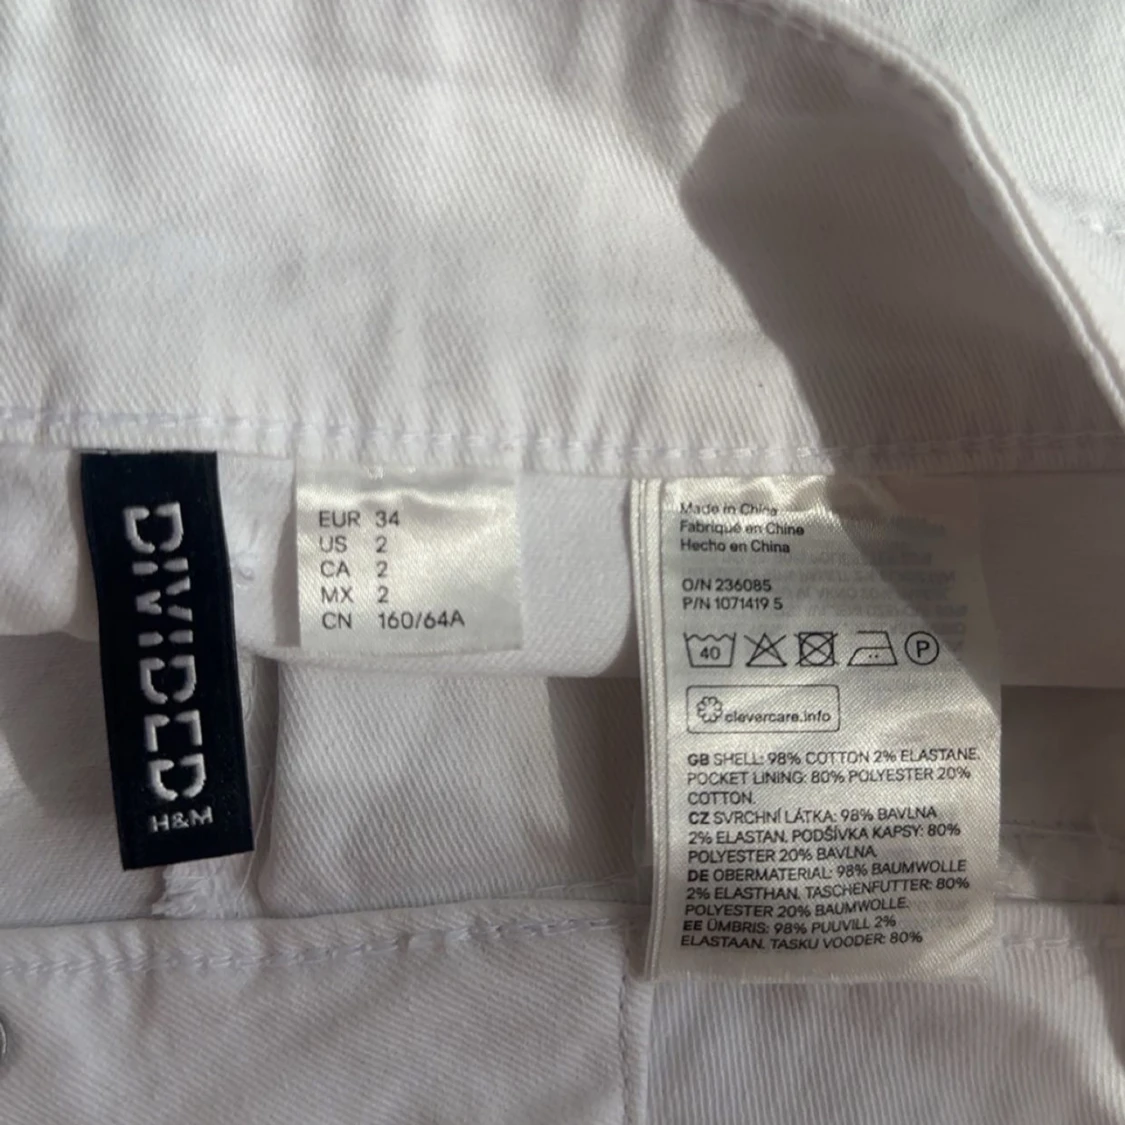 DIVIDED
H&M
EUR 34
US 2
CA 2
MX 2
CN 160/64A
Made in China
Fabriqué en Chine
Hecho en China
O/N 236085
P/N 1071419 5
40
P
clevercare.info
GB SHELL: 98% COTTON 2% ELASTANE.
POCKET LINING: 80% POLYESTER 20%
COTTON.
CZ SVRCHNÍ LÁTKA: 98% BAVLNA
2% ELASTAN. PODŠÍVKA KAPSY: 80%
POLYESTER 20% BAVLNA.
DE OBERMATERIAL: 98% BAUMWOLLE
2% ELASTHAN. TASCHENFUTTER: 80%
POLYESTER 20% BAUMWOLLE.
EE ÜMBRIS: 98% PUUVILL 2%
ELASTAAN. TASKU VOODER: 80%